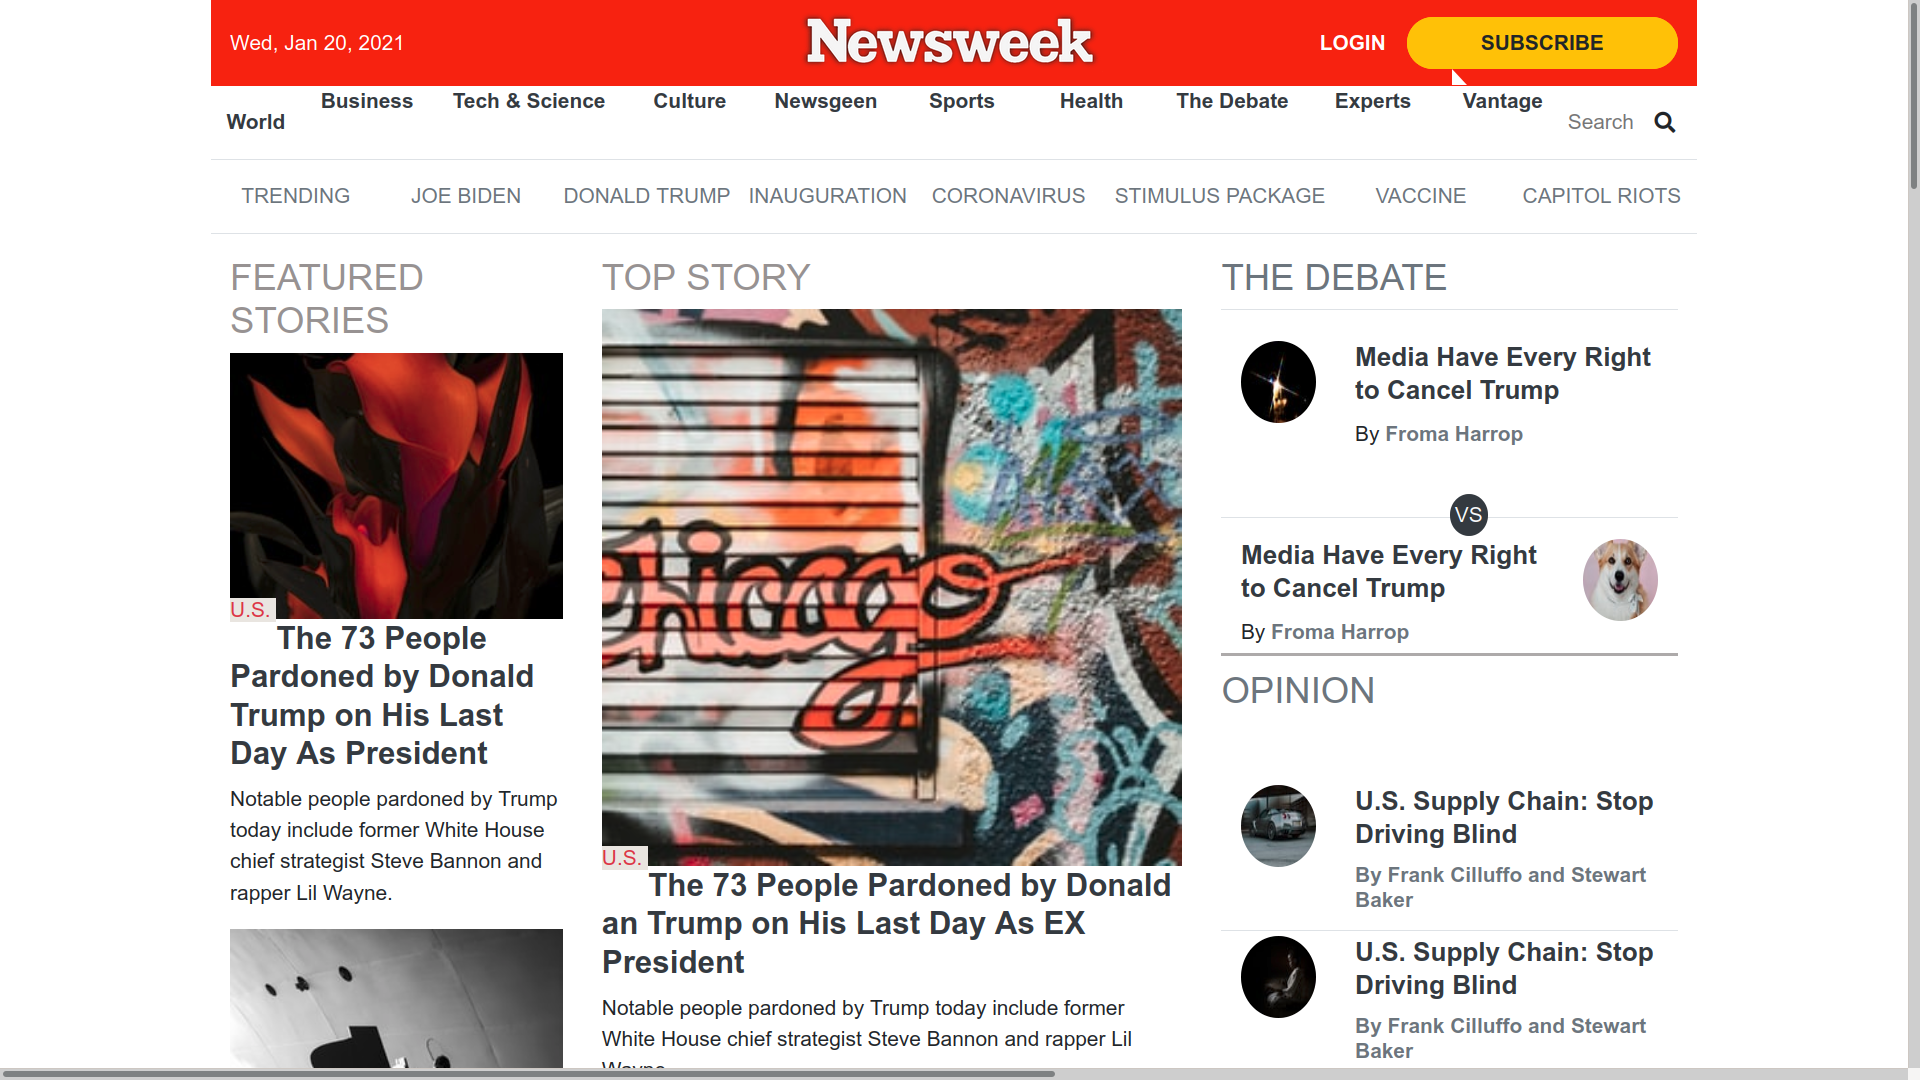 Wed, Jan 20, 2021
Newsweek
LOGIN
SUBSCRIBE
World
Business
Tech & Science
Culture
Newsgeen
Sports
Health
The Debate
Experts
Vantage
Search
TRENDING
JOE BIDEN
DONALD TRUMP
INAUGURATION
CORONAVIRUS
STIMULUS PACKAGE
VACCINE
CAPITOL RIOTS
FEATURED
STORIES
U.S.
The 73 People
Pardoned by Donald
Trump on His Last
Day As President
Notable people pardoned by Trump
today include former White House
chief strategist Steve Bannon and
rapper Lil Wayne.
TOP STORY
Chicago
U.S.
The 73 People Pardoned by Donald
an Trump on His Last Day As EX
President
Notable people pardoned by Trump today include former
White House chief strategist Steve Bannon and rapper Lil
Wayne.
THE DEBATE
Media Have Every Right
to Cancel Trump
By Froma Harrop
VS
Media Have Every Right
to Cancel Trump
By Froma Harrop
OPINION
U.S. Supply Chain: Stop
Driving Blind
By Frank Cilluffo and Stewart
Baker
U.S. Supply Chain: Stop
Driving Blind
By Frank Cilluffo and Stewart
Baker